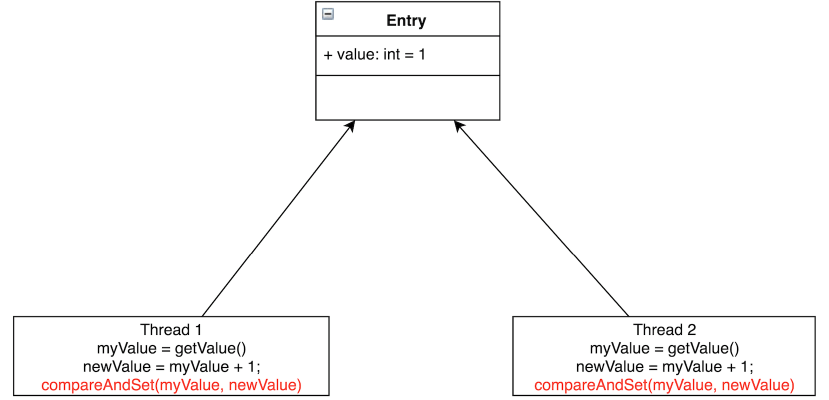 Entry
+ value: int = 1
Thread 1
myValue = getValue()
newValue = myValue + 1;
compareAndSet(myValue, newValue)
Thread 2
myValue = getValue()
newValue = myValue + 1;
compareAndSet(myValue, newValue)